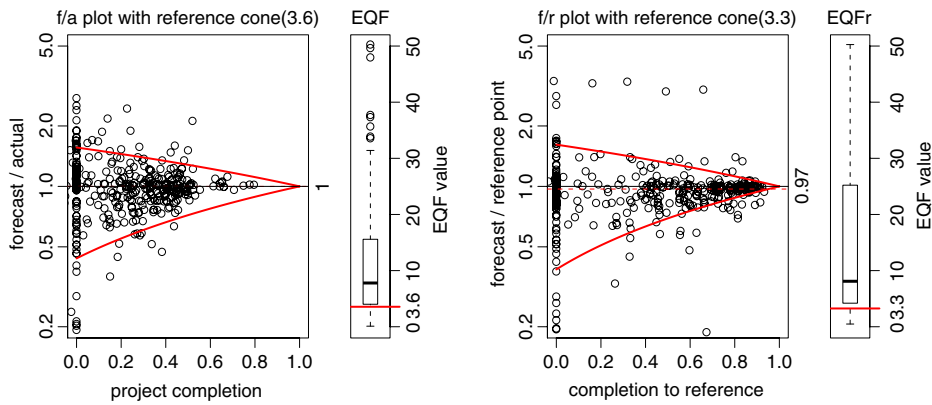 f/a plot with reference cone(3.6)
forecast / actual
5.0
2.0
1.0
0.5
0.2
0.0 0.2 0.4 0.6 0.8 1.0
project completion
1
EQF
50
40
30
20
10
3.6
EQF value
f/r plot with reference cone(3.3)
forecast / reference point
5.0
2.0
1.0
0.5
0.2
0.0 0.2 0.4 0.6 0.8 1.0
completion to reference
0.97
EQFr
50
40
30
20
10
3.3
EQF value